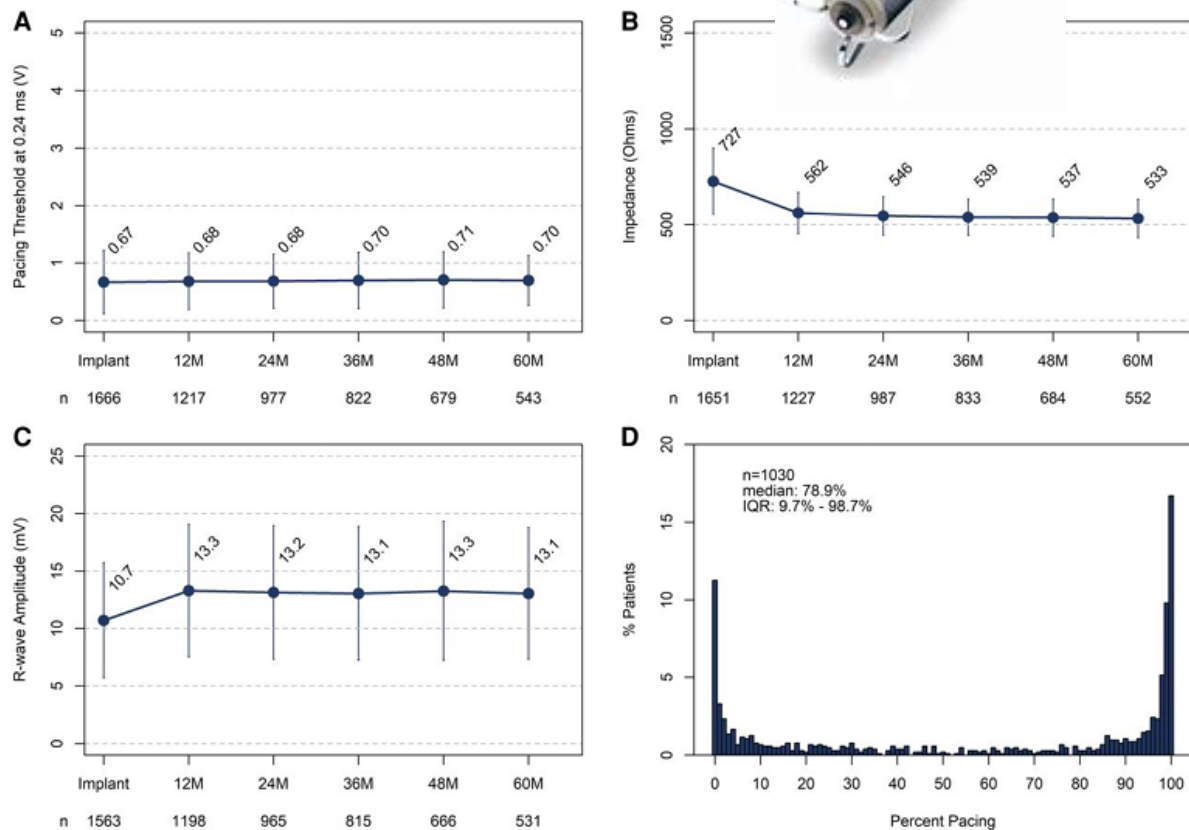 A
Pacing Threshold at 0.24 ms (V)
5
4
3
2
1
0
0.67
0.68
0.68
0.70
0.71
0.70
Implant 12M 24M 36M 48M 60M
n 1666 1217 977 822 679 543
B
Impedance (Ohms)
1500
1000
500
0
727
562
546
539
537
533
Implant 12M 24M 36M 48M 60M
n 1651 1227 987 833 684 552
C
R-wave Amplitude (mV)
25
20
15
10
5
0
10.7
13.3
13.2
13.1
13.3
13.1
Implant 12M 24M 36M 48M 60M
n 1563 1198 965 815 666 531
D
% Patients
20
15
10
5
0
n=1030
median: 78.9%
IQR: 9.7% - 98.7%
0 10 20 30 40 50 60 70 80 90 100
Percent Pacing